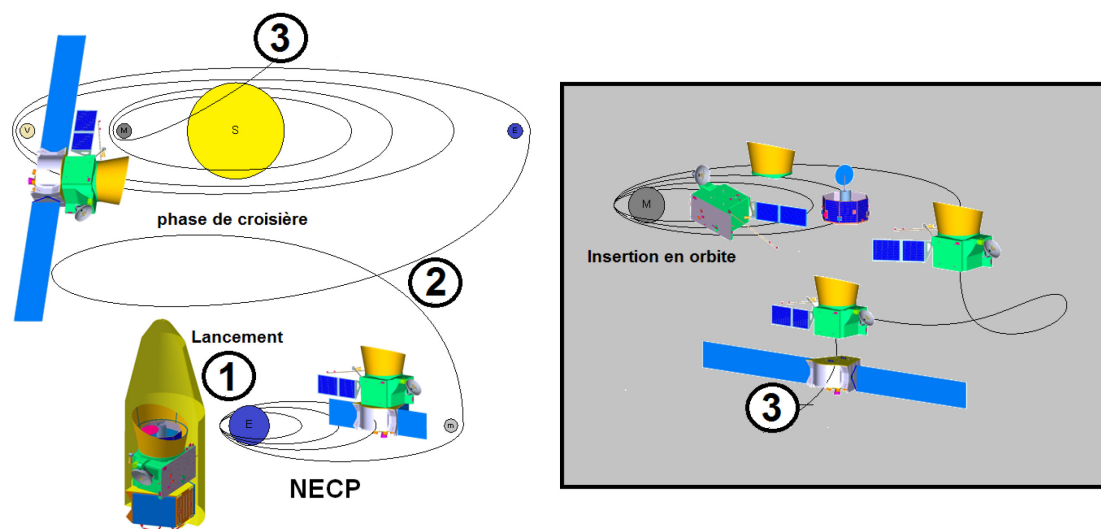 3
V
M
S
E
phase de croisière
2
Lancement
1
E
m
NECP
M
Insertion en orbite
3